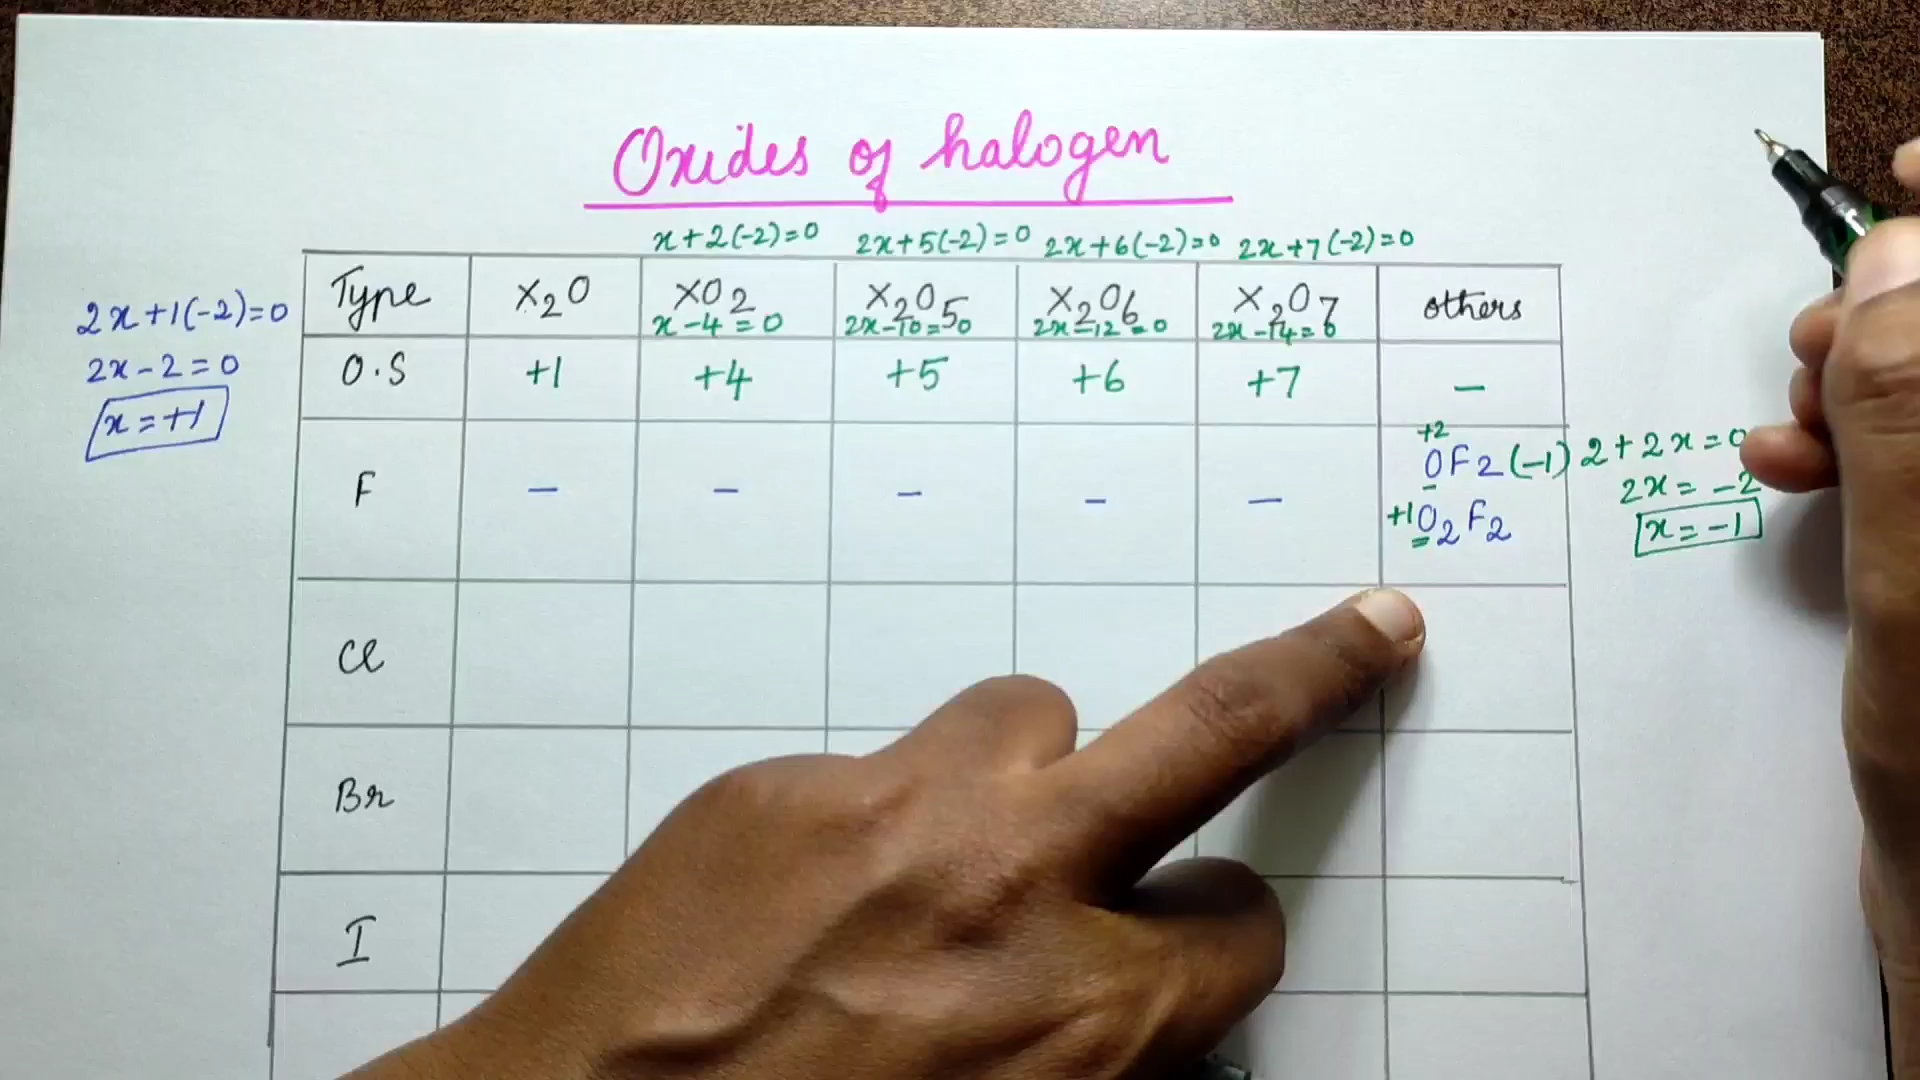 Oxides of halogen
x+2(-2)=0 2x+5(-2)=0 2x+6(-2)=0 2x+7(-2)=0
Type X2O XO2 X2O5 X2O6 X2O7 others
x-4=0 2x-10=0 2x-12=0 2x-14=0
2x+1(-2)=0
2x-2=0
x=+1
O.S +1 +4 +5 +6 +7 -
F - - - - -
+2
OF2 (-1) 2+2x=0
2x=-2
+1 O2F2
x=-1
Cl
Br
I